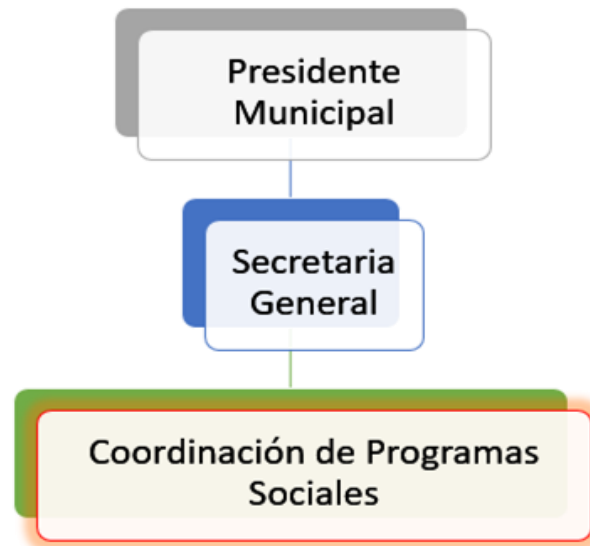 Presidente
Municipal
Secretaria
General
Coordinación de Programas
Sociales